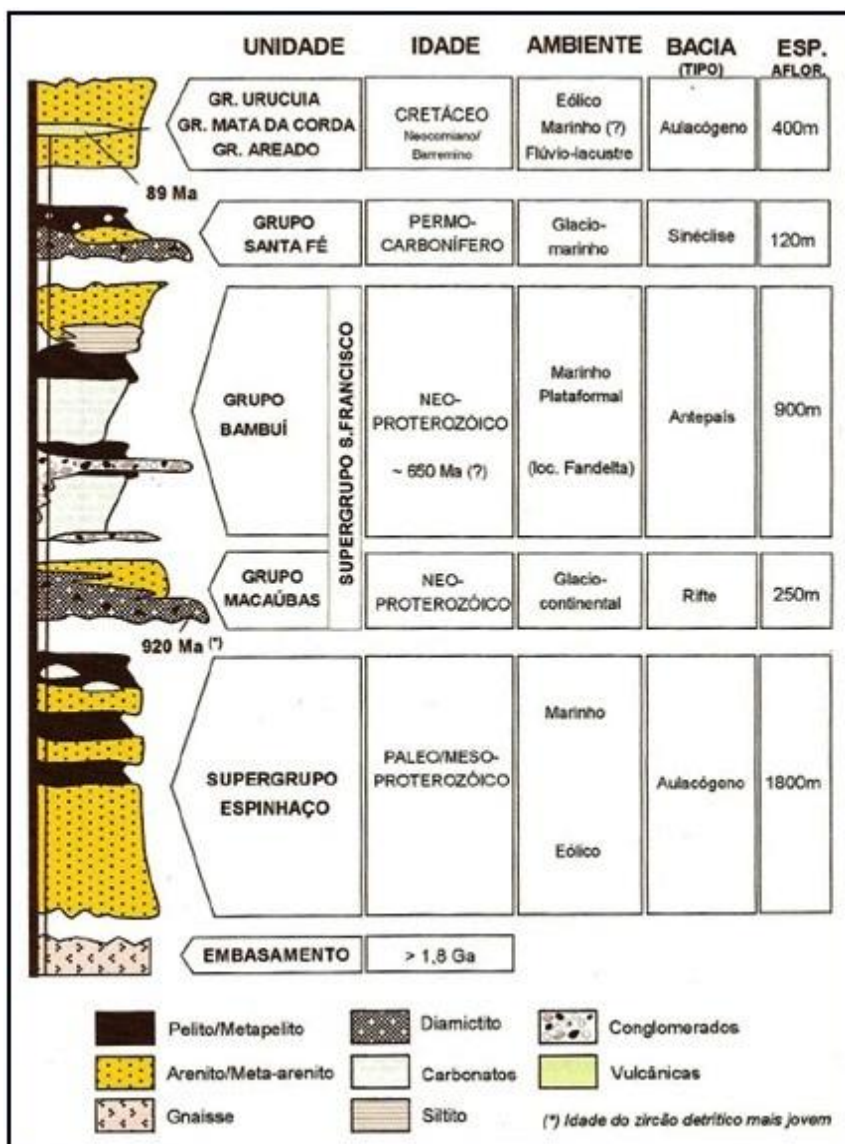 UNIDADE IDADE AMBIENTE BACIA ESP.
(TIPO) AFLOR.
GR. URUCUIA
GR. MATA DA CORDA
GR. AREADO
CRETÁCEO
Neocomiano/
Barremino
Eólico
Marinho (?)
Flúvio-lacustre
Aulacógeno
400m
89 Ma
GRUPO
SANTA FÉ
PERMO-
CARBONÍFERO
Glacio-
marinho
Sinéclise
120m
GRUPO
BAMBUÍ
SUPERGRUPO S.FRANCISCO
NEO-
PROTEROZÓICO
~ 650 Ma (?)
Marinho
Plataformal
(loc. Fandelta)
Antepaís
900m
GRUPO
MACAÚBAS
NEO-
PROTEROZÓICO
Glacio-
continental
Rifte
250m
920 Ma (*)
SUPERGRUPO
ESPINHAÇO
PALEO/MESO-
PROTEROZÓICO
Marinho
Eólico
Aulacógeno
1800m
EMBASAMENTO
> 1,8 Ga
Pelito/Metapelito
Diamictito
Conglomerados
Arenito/Meta-arenito
Carbonatos
Vulcânicas
Gnaisse
Siltito
(*) Idade do zircão detrítico mais jovem